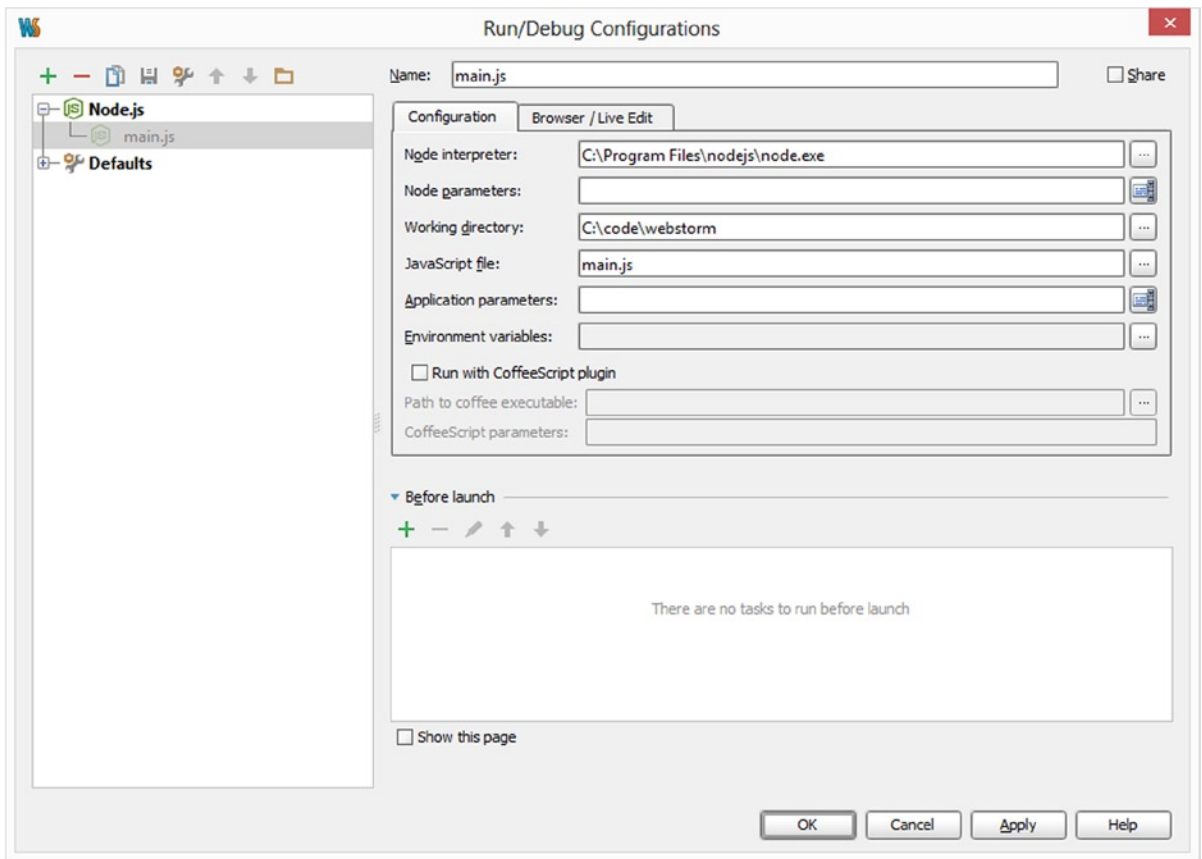 WS
Run/Debug Configurations
Name: main.js
Share
Node.js
main.js
Defaults
Configuration
Browser / Live Edit
Node interpreter: C:\Program Files\nodejs\node.exe
Node parameters:
Working directory: C:\code\webstorm
JavaScript file: main.js
Application parameters:
Environment variables:
Run with CoffeeScript plugin
Path to coffee executable:
CoffeeScript parameters:
Before launch
There are no tasks to run before launch
Show this page
OK
Cancel
Apply
Help